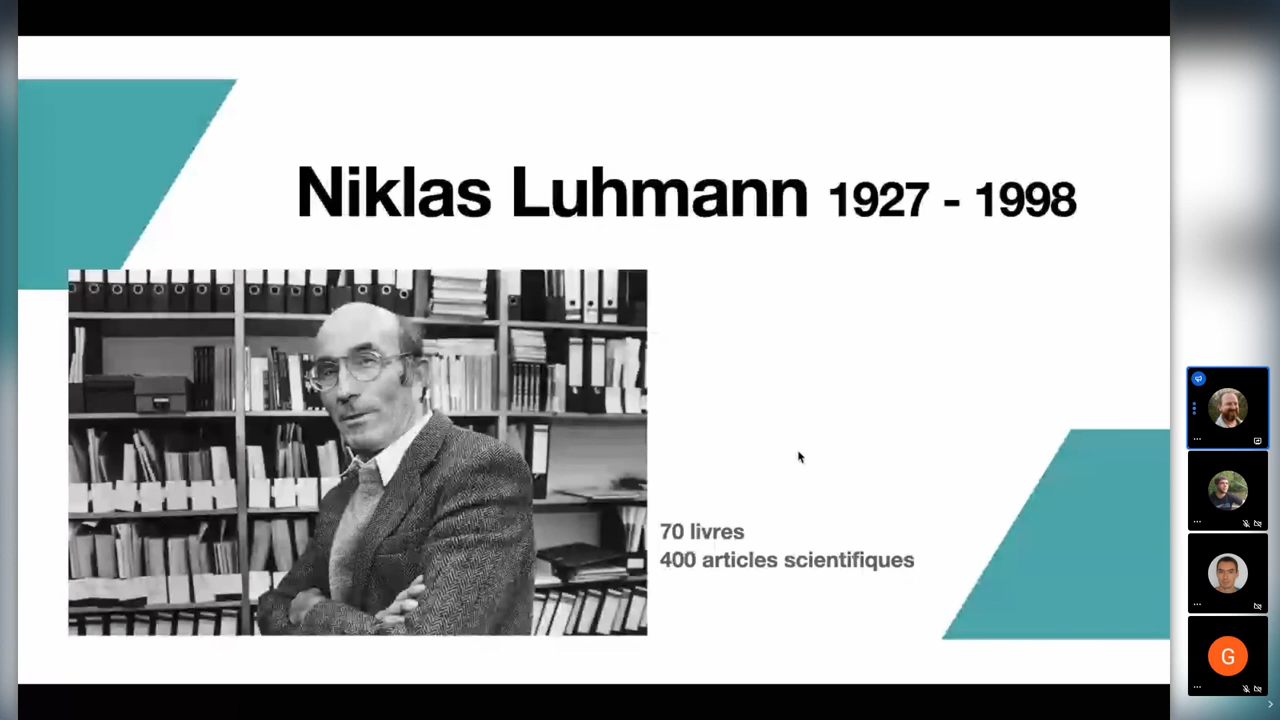 Niklas Luhmann 1927 - 1998
70 livres
400 articles scientifiques
G